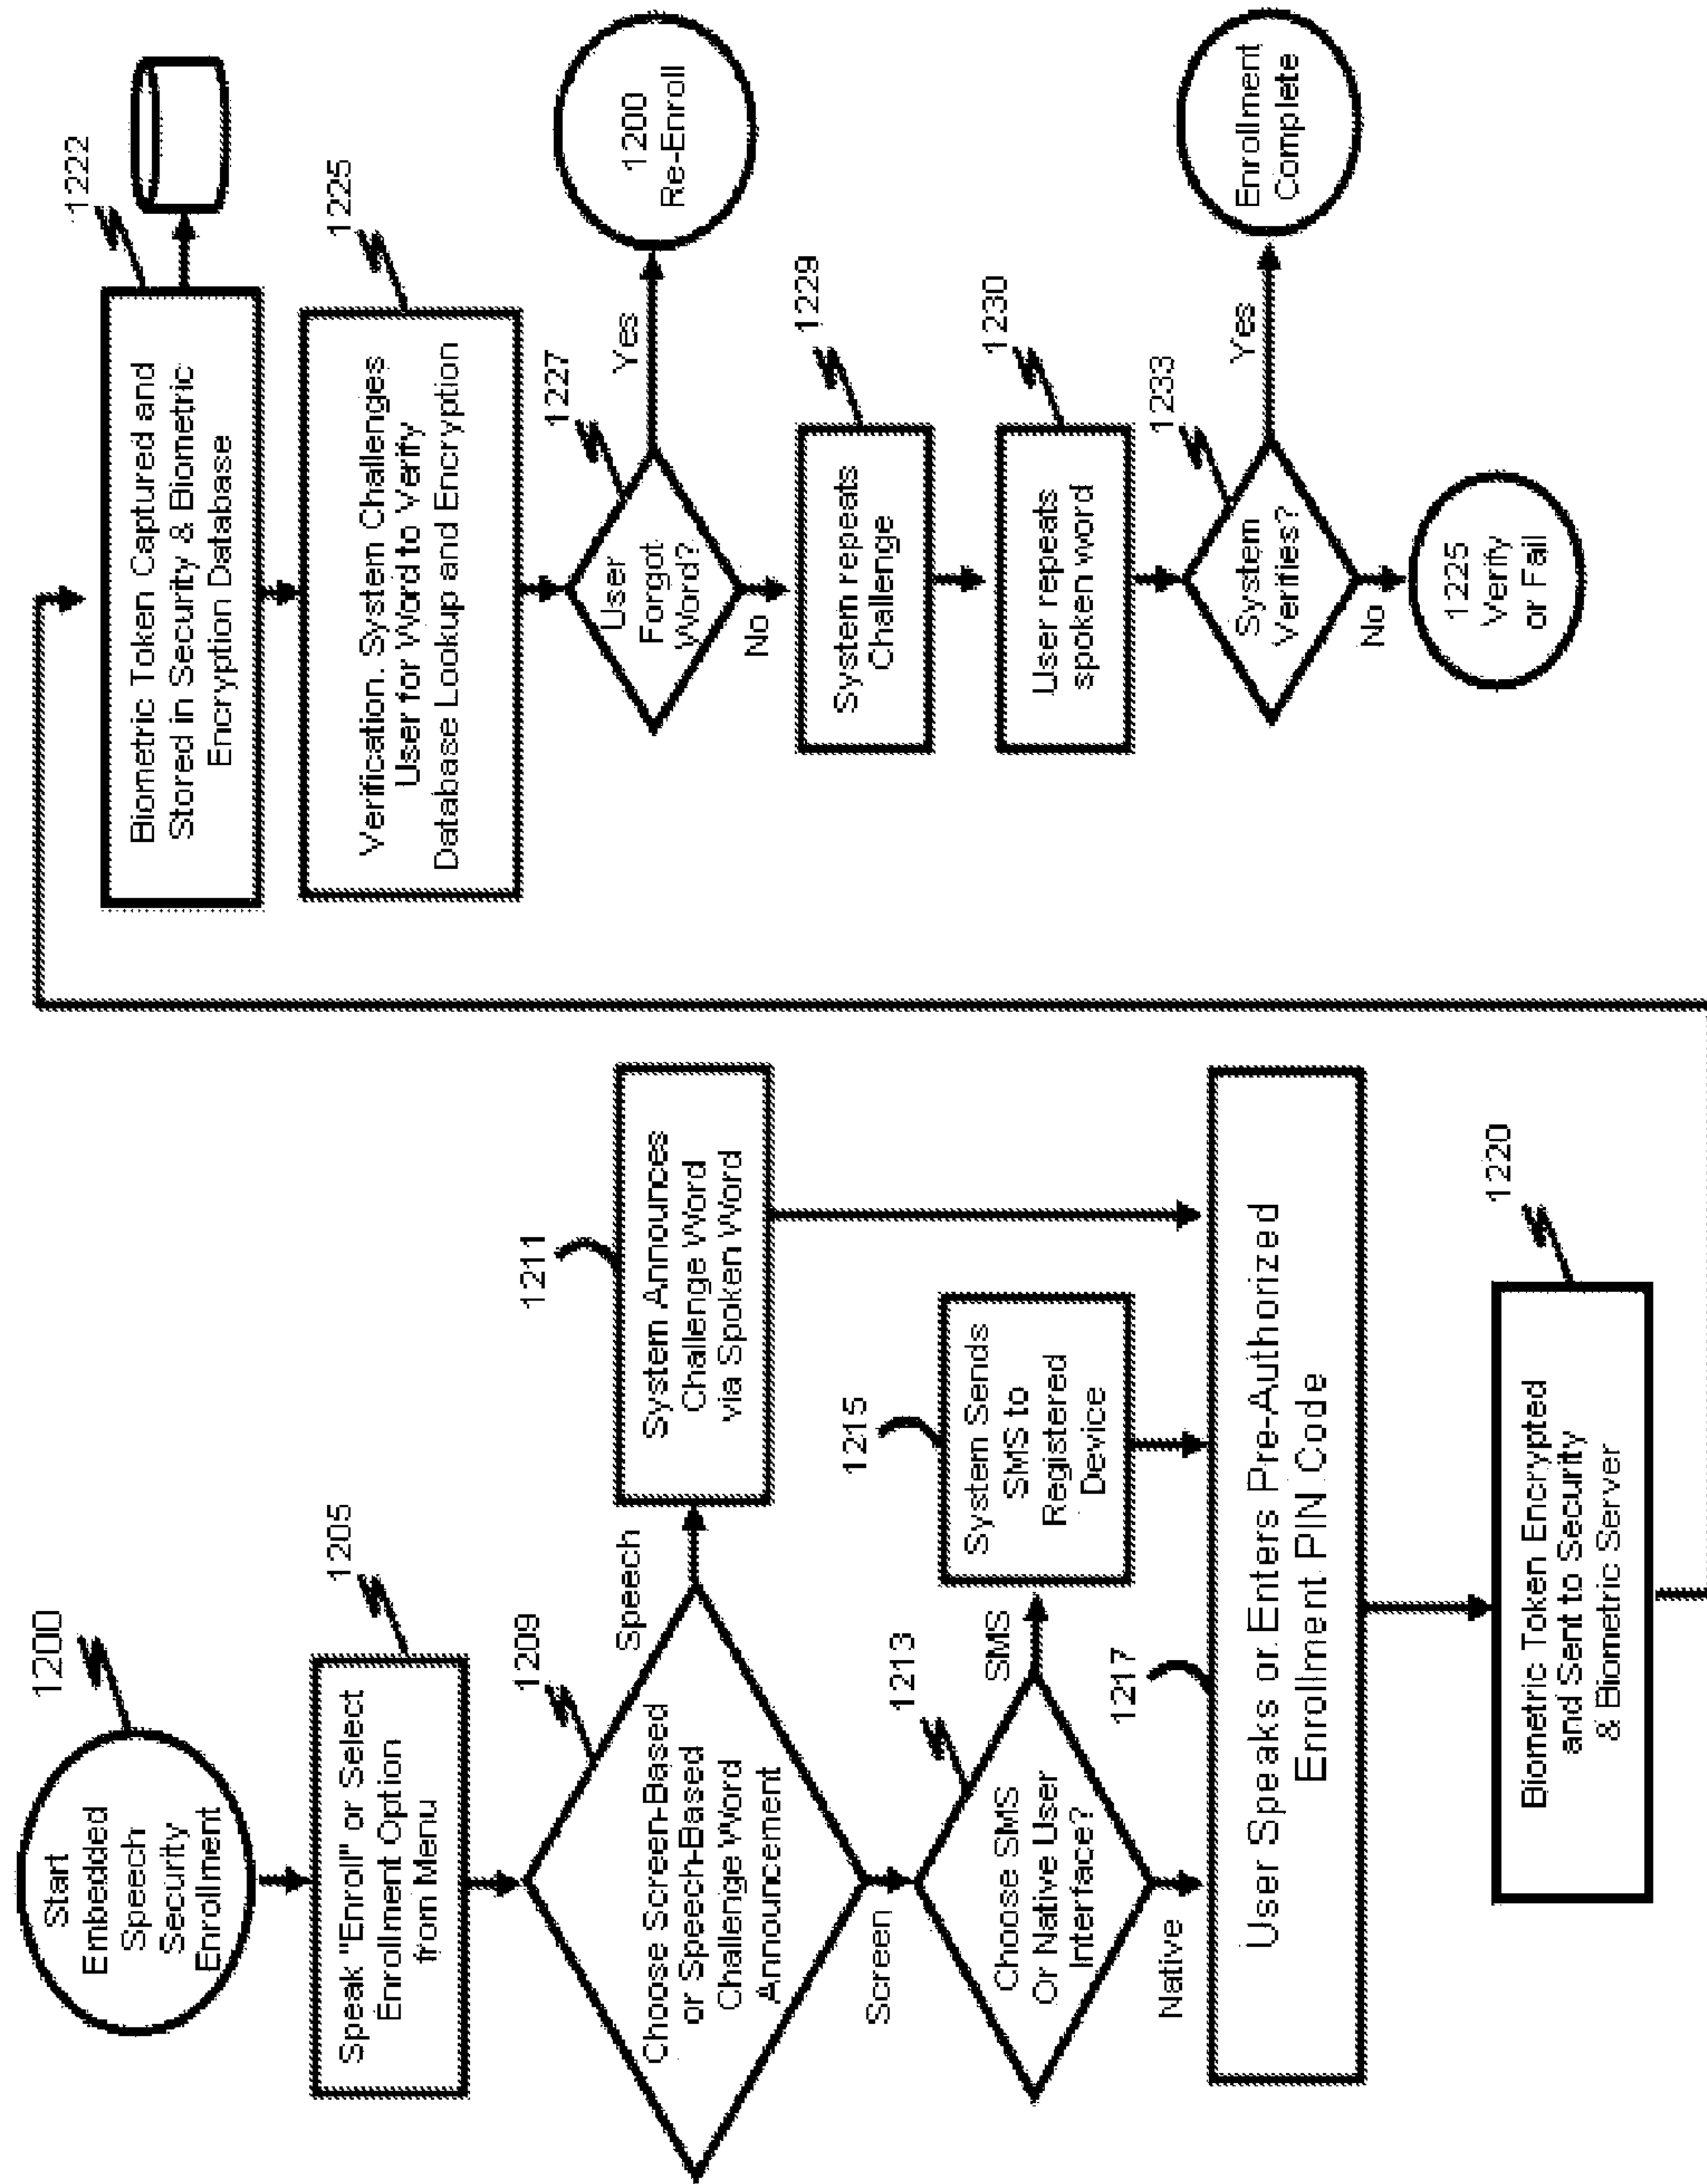 Start
Embedded
Speech
Security
Enrollment
1200
Speak "Enroll" or Select
Enrollment Option
from Menu
1205
Choose Screen-Based
or Speech-Based
Challenge Word
Announcement
1209
Speech
System Announces
Challenge Word
via Spoken Word
1211
Screen
Choose SMS
Or Native User
Interface?
1213
SMS
System Sends
SMS to
Registered
Device
1215
Native
1217
User Speaks or Enters Pre-Authorized
Enrollment PIN Code
Biometric Token Encrypted
and Sent to Security
& Biometric Server
1220
Biometric Token Captured and
Stored in Security & Biometric
Encryption Database
1222
Verification. System Challenges
User for Word to Verify
Database Lookup and Encryption
1225
User
Forgot
Word?
1227
Yes
1200
Re-Enroll
No
System repeats
Challenge
1229
User repeats
spoken word
1230
System
Verifies?
1233
Yes
Enrollment
Complete
No
1225
Verify
or Fail